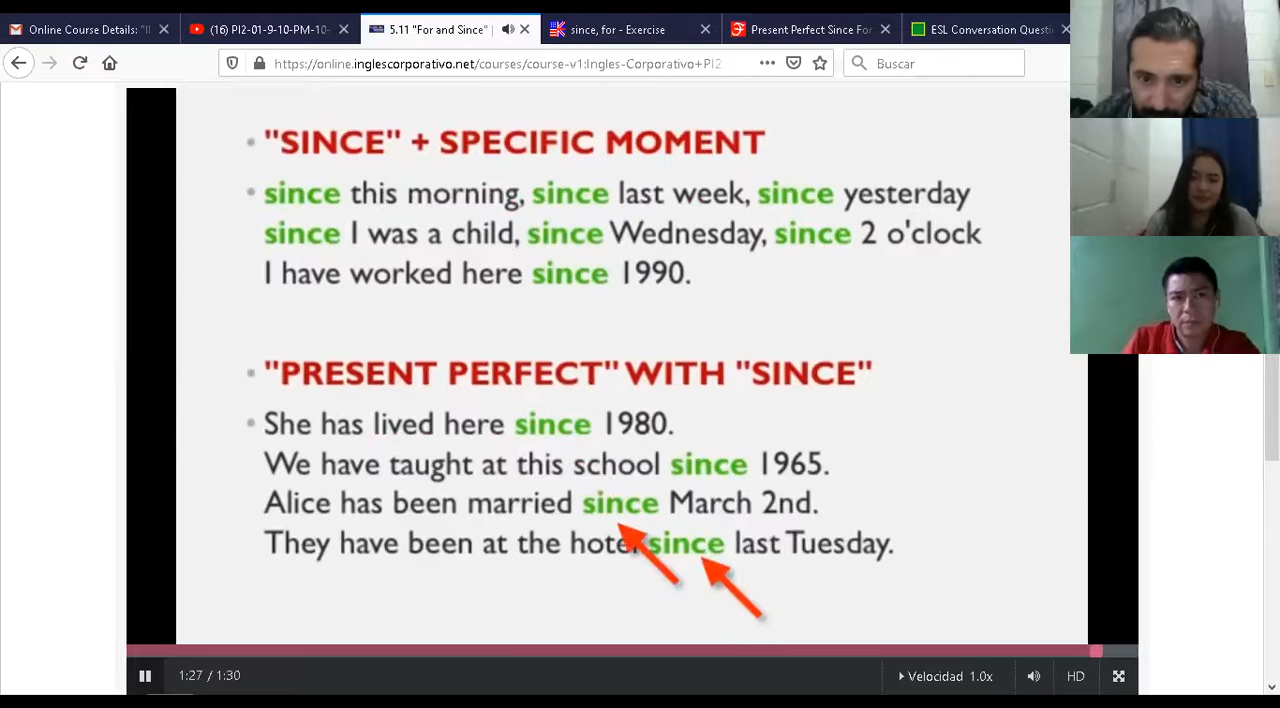 Online Course Details: "I
(16) PI2-01-9-10-PM-10-
5.11 "For and Since" |
since, for - Exercise
Present Perfect Since For
ESL Conversation Questi
https://online.inglescorporativo.net/courses/course-v1:Ingles-Corporativo+PI2
Buscar
"SINCE" + SPECIFIC MOMENT
since this morning, since last week, since yesterday
since I was a child, since Wednesday, since 2 o'clock
I have worked here since 1990.
"PRESENT PERFECT" WITH "SINCE"
She has lived here since 1980.
We have taught at this school since 1965.
Alice has been married since March 2nd.
They have been at the hotel since last Tuesday.
1:27 / 1:30
Velocidad 1.0x
HD